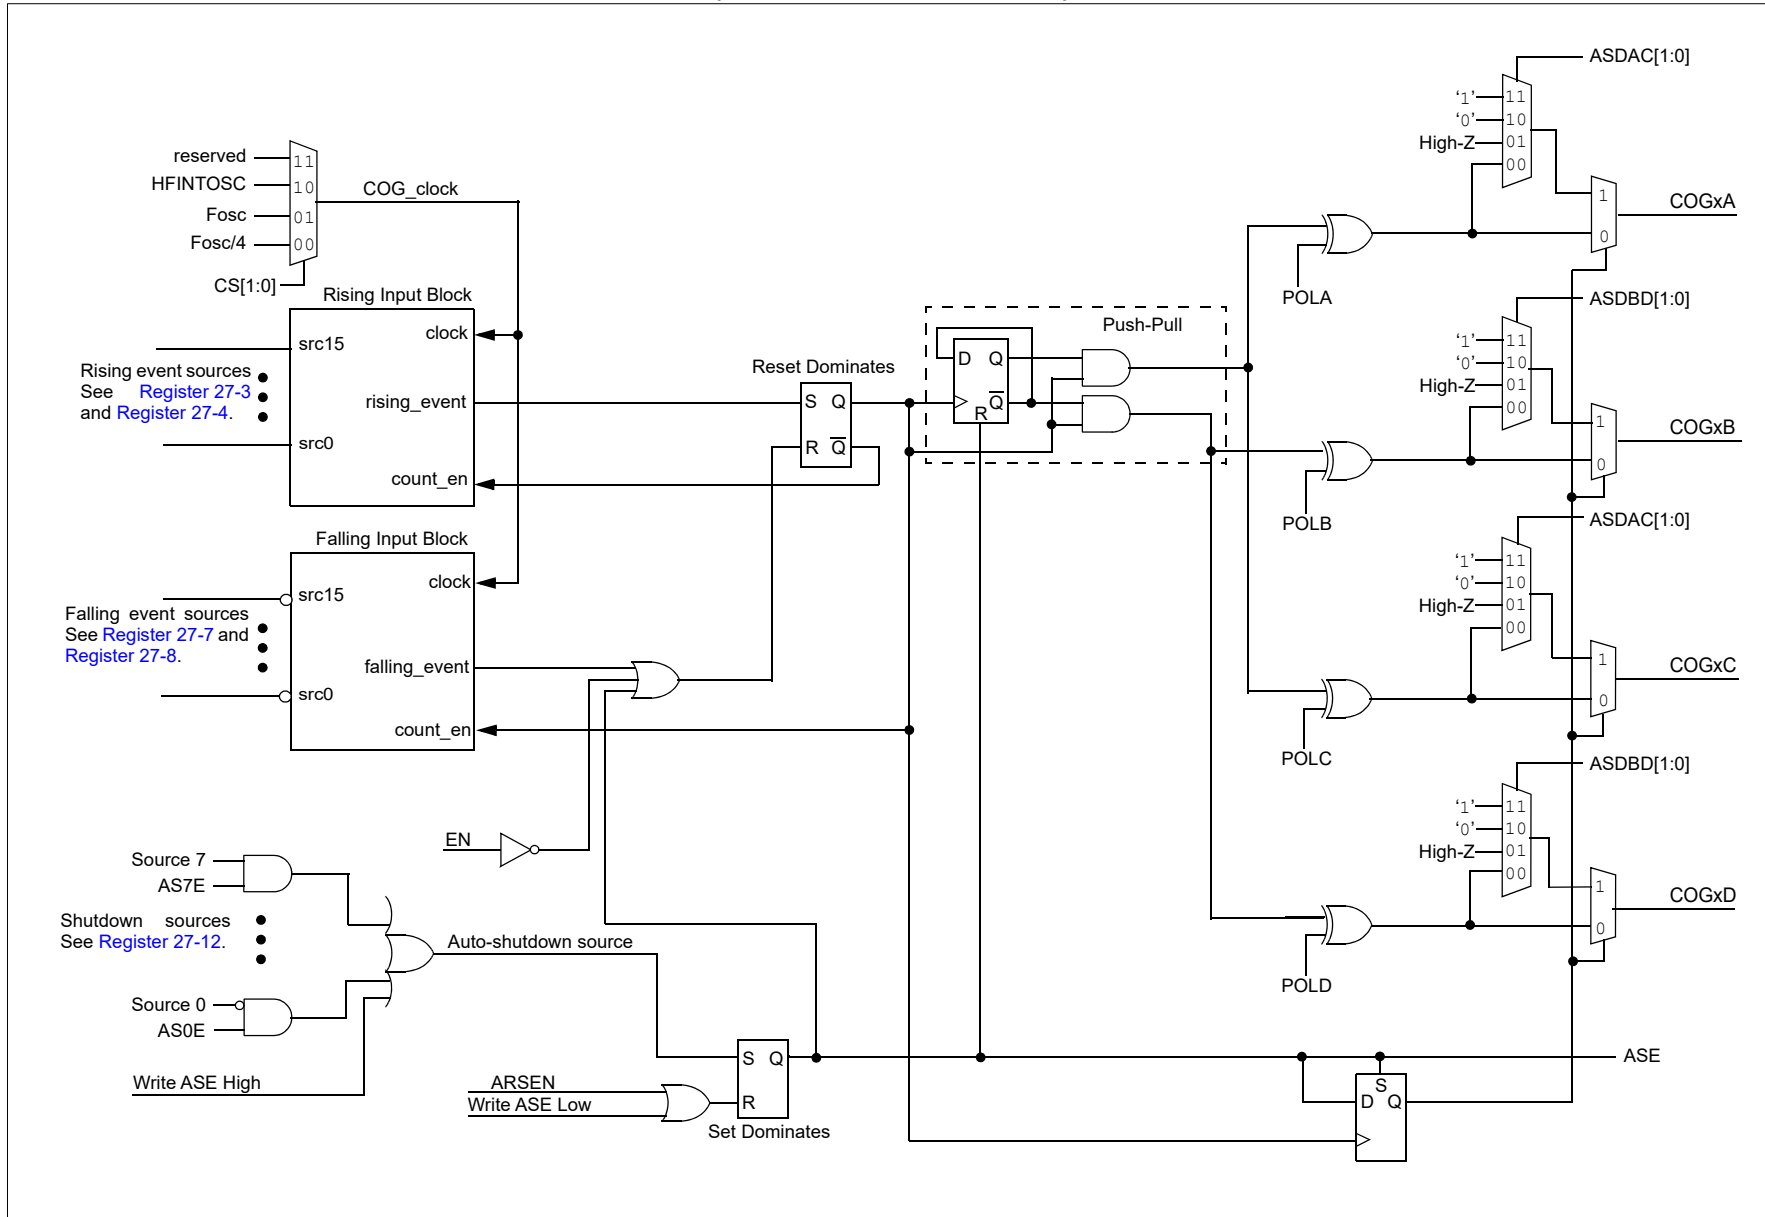 reserved
HFINTOSC
Fosc
Fosc/4
CS[1:0]
11
10
01
00
COG_clock
Rising Input Block
clock
src15
Rising event sources
See Register 27-3
and Register 27-4.
rising_event
src0
count_en
Falling Input Block
clock
src15
Falling event sources
See Register 27-7 and
Register 27-8.
falling_event
src0
count_en
EN
Source 7
AS7E
Shutdown sources
See Register 27-12.
Source 0
AS0E
Write ASE High
Auto-shutdown source
ARSEN
Write ASE Low
S Q
R
Set Dominates
Reset Dominates
S Q
R Q
Push-Pull
D Q
Q
R
POLA
ASDAC[1:0]
‘1’ 11
‘0’ 10
High-Z 01
00
1
0
COGxA
POLB
ASDBD[1:0]
‘1’ 11
‘0’ 10
High-Z 01
00
1
0
COGxB
POLC
ASDAC[1:0]
‘1’ 11
‘0’ 10
High-Z 01
00
1
0
COGxC
POLD
ASDBD[1:0]
‘1’ 11
‘0’ 10
High-Z 01
00
1
0
COGxD
ASE
S
D Q